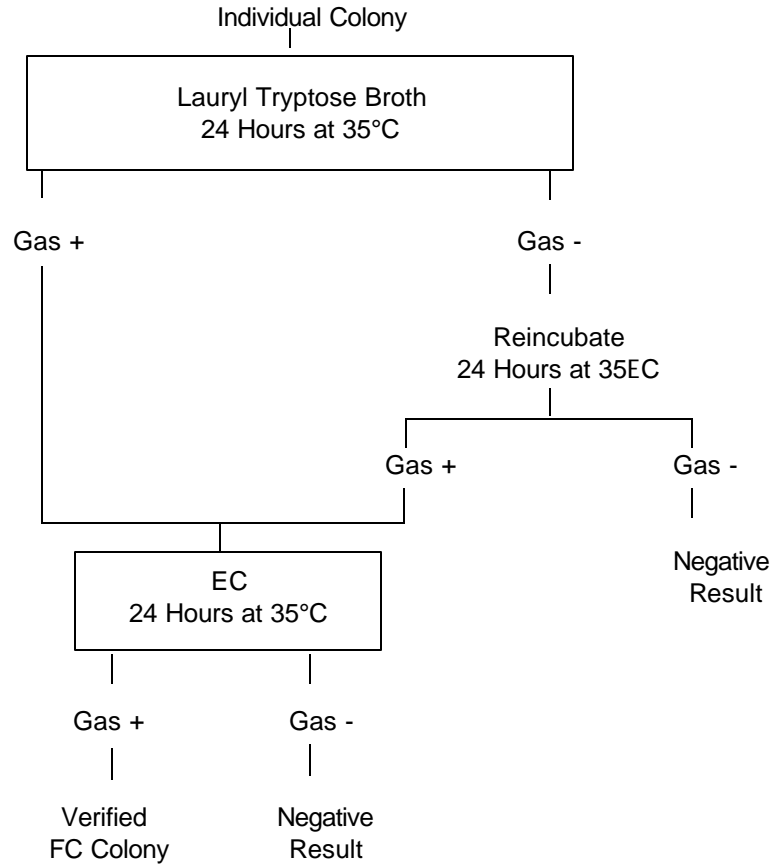 Individual Colony
Lauryl Tryptose Broth
24 Hours at 35°C
Gas +
Gas -
Reincubate
24 Hours at 35EC
Gas +
Gas -
Negative
Result
EC
24 Hours at 35°C
Gas +
Gas -
Verified
FC Colony
Negative
Result